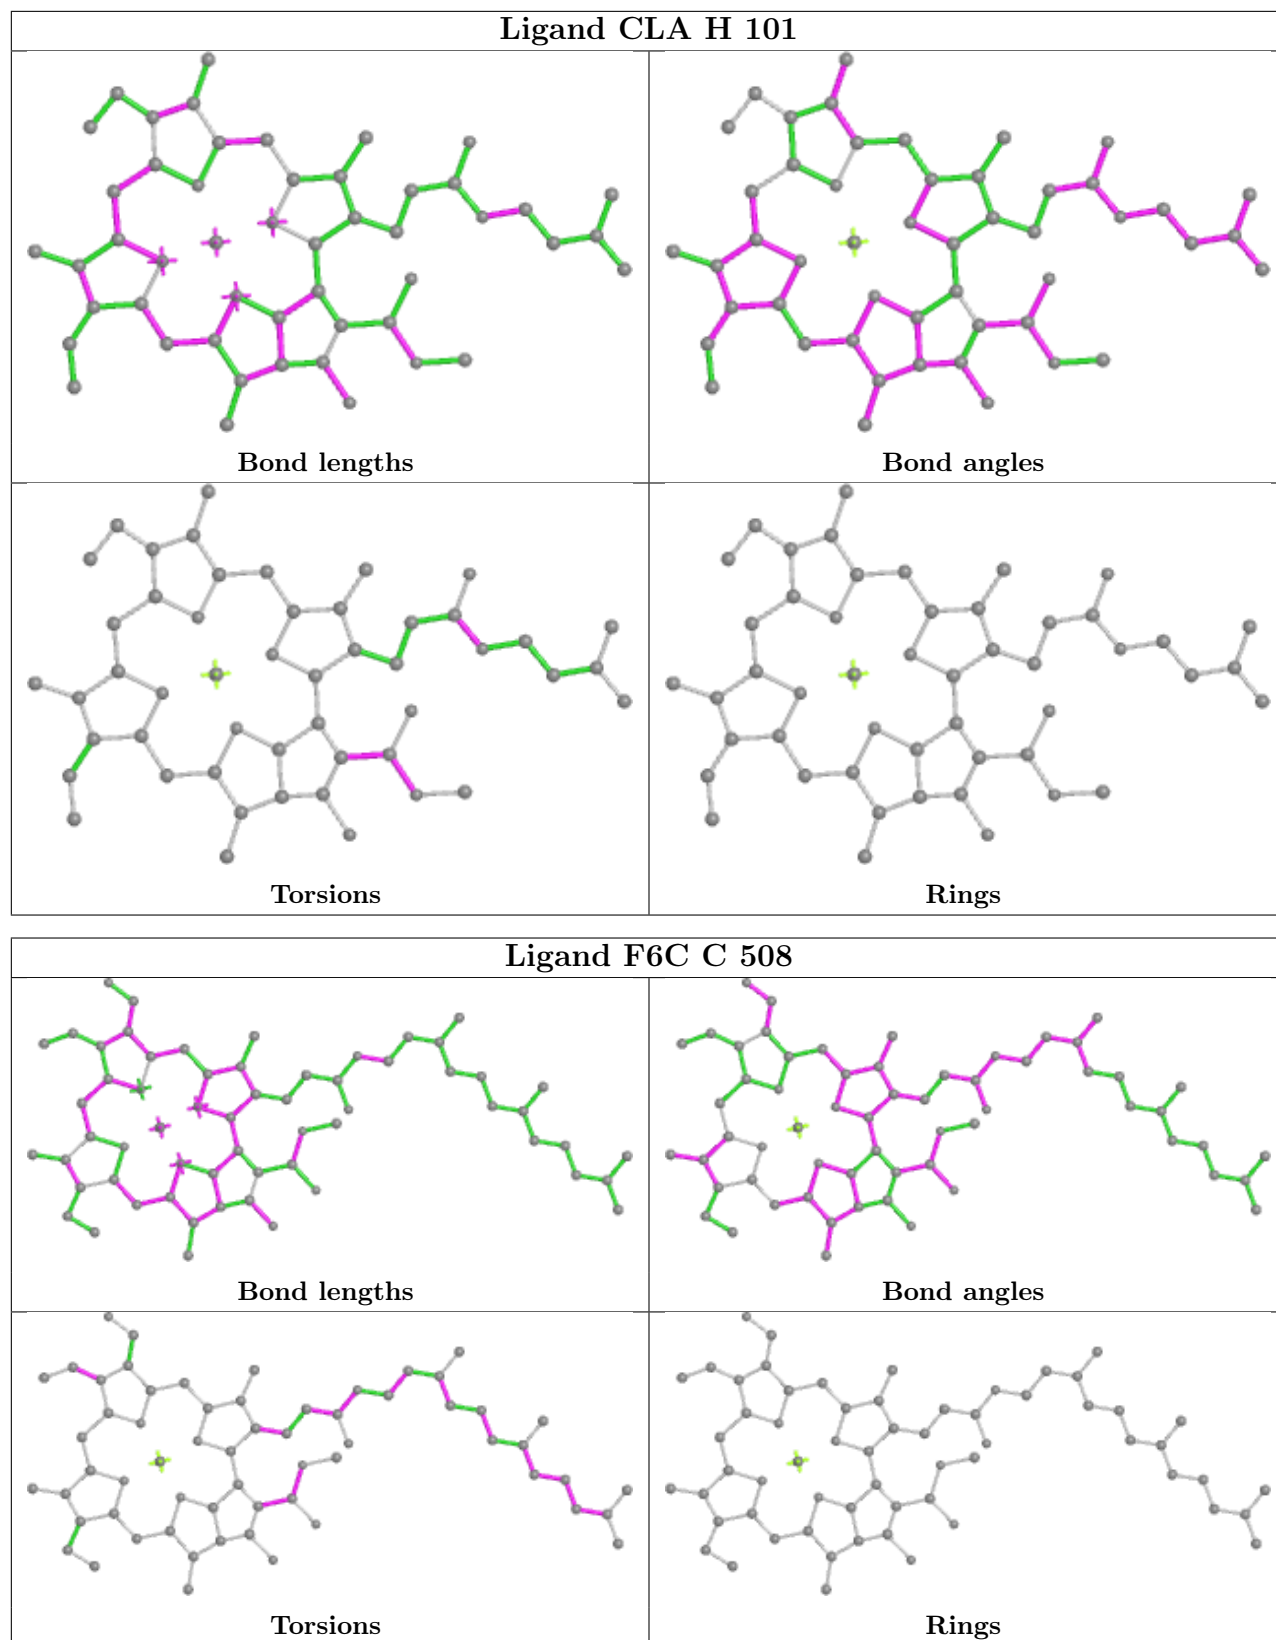 Ligand CLA H 101
Bond lengths
Bond angles
Torsions
Rings
Ligand F6C C 508
Bond lengths
Bond angles
Torsions
Rings